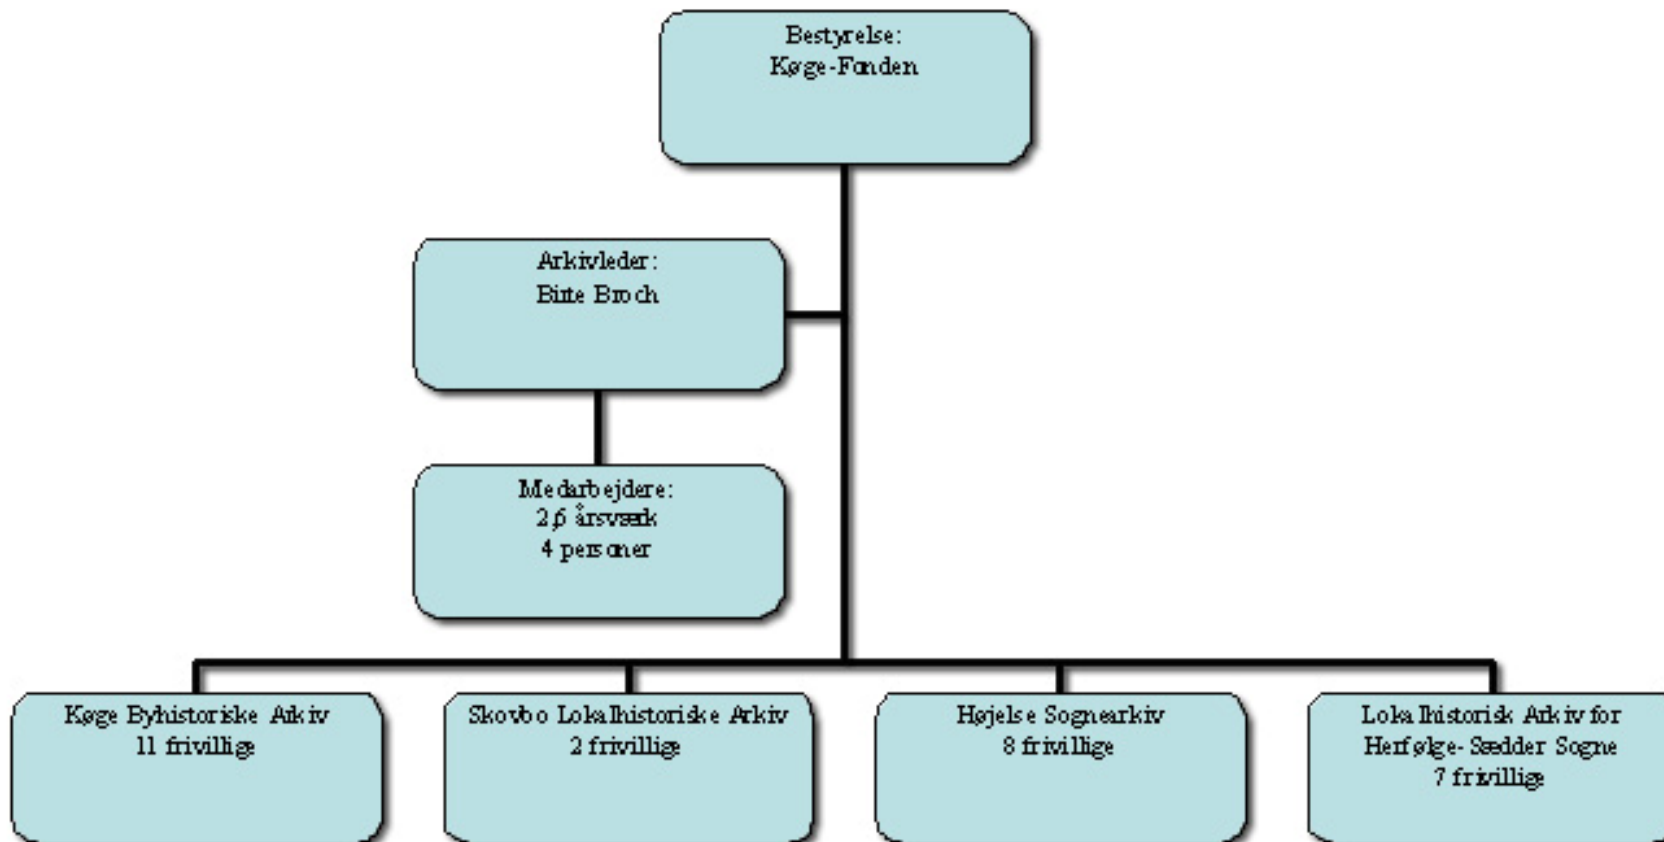 Bestyrelse:
Køge-Fonden
Arkivleder:
Birte Broch
Medarbejdere:
2,6 årsværk
4 personer
Køge Byhistoriske Arkiv
11 frivillige
Skovbo Lokalhistoriske Arkiv
2 frivillige
Højelse Sognearkiv
8 frivillige
Lokalhistorisk Arkiv for
Herfølge-Sædder Sogne
7 frivillige